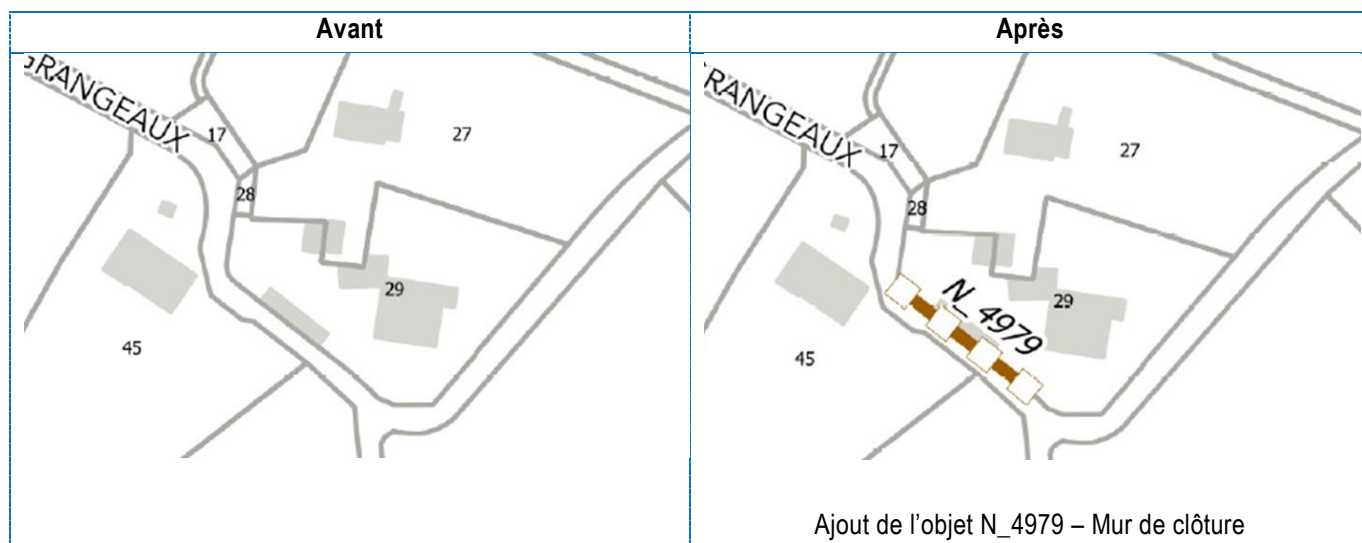 Avant
Après
GRANGEAUX
17
27
28
29
45
RANGEAUX
17
27
28
N_4979
29
45
Ajout de l'objet N_4979 – Mur de clôture